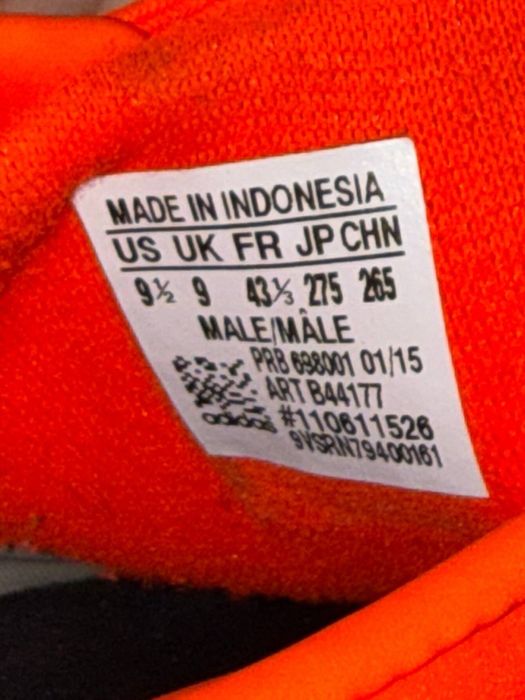 MADE IN INDONESIA
US UK FR JP CHN
9½ 9 43⅓ 275 265
MALE/MÂLE
PRB 698001 01/15
ART B44177
adidas #110611526
9VSRN79400161